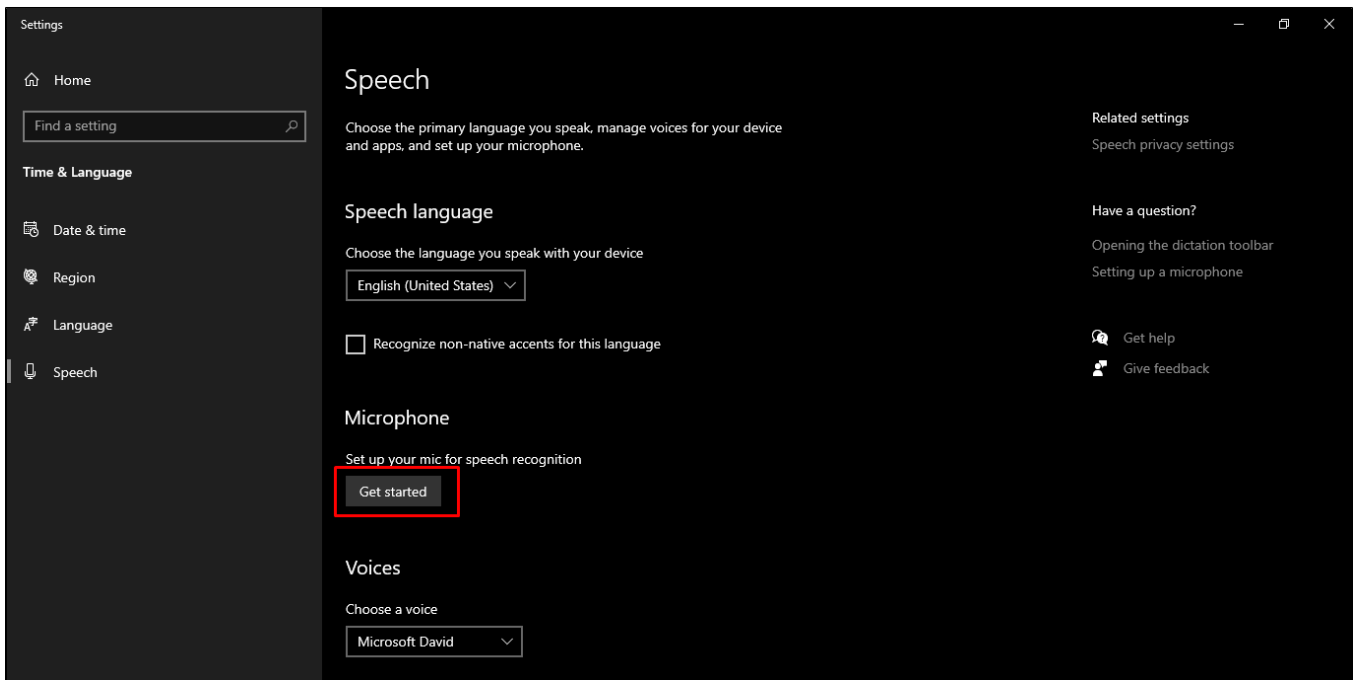 Settings
Home
Find a setting
Time & Language
Date & time
Region
Language
Speech
Speech
Choose the primary language you speak, manage voices for your device
and apps, and set up your microphone.
Speech language
Choose the language you speak with your device
English (United States)
Recognize non-native accents for this language
Microphone
Set up your mic for speech recognition
Get started
Voices
Choose a voice
Microsoft David
Related settings
Speech privacy settings
Have a question?
Opening the dictation toolbar
Setting up a microphone
Get help
Give feedback